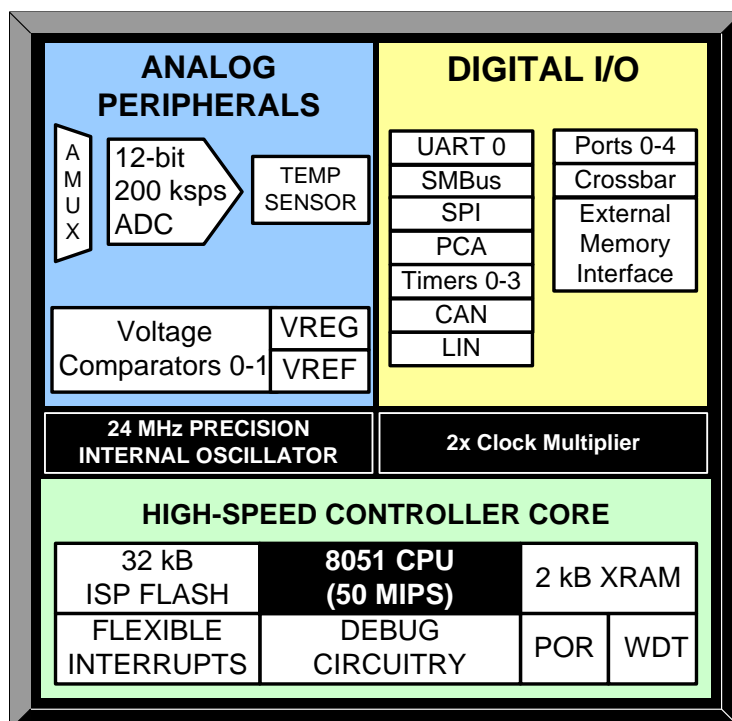 ANALOG
PERIPHERALS
A
M
U
X
12-bit
200 ksps
ADC
TEMP
SENSOR
Voltage
Comparators 0-1
VREG
VREF
DIGITAL I/O
UART 0
SMBus
SPI
PCA
Timers 0-3
CAN
LIN
Ports 0-4
Crossbar
External
Memory
Interface
24 MHz PRECISION
INTERNAL OSCILLATOR
2x Clock Multiplier
HIGH-SPEED CONTROLLER CORE
32 kB
ISP FLASH
8051 CPU
(50 MIPS)
2 kB XRAM
FLEXIBLE
INTERRUPTS
DEBUG
CIRCUITRY
POR
WDT